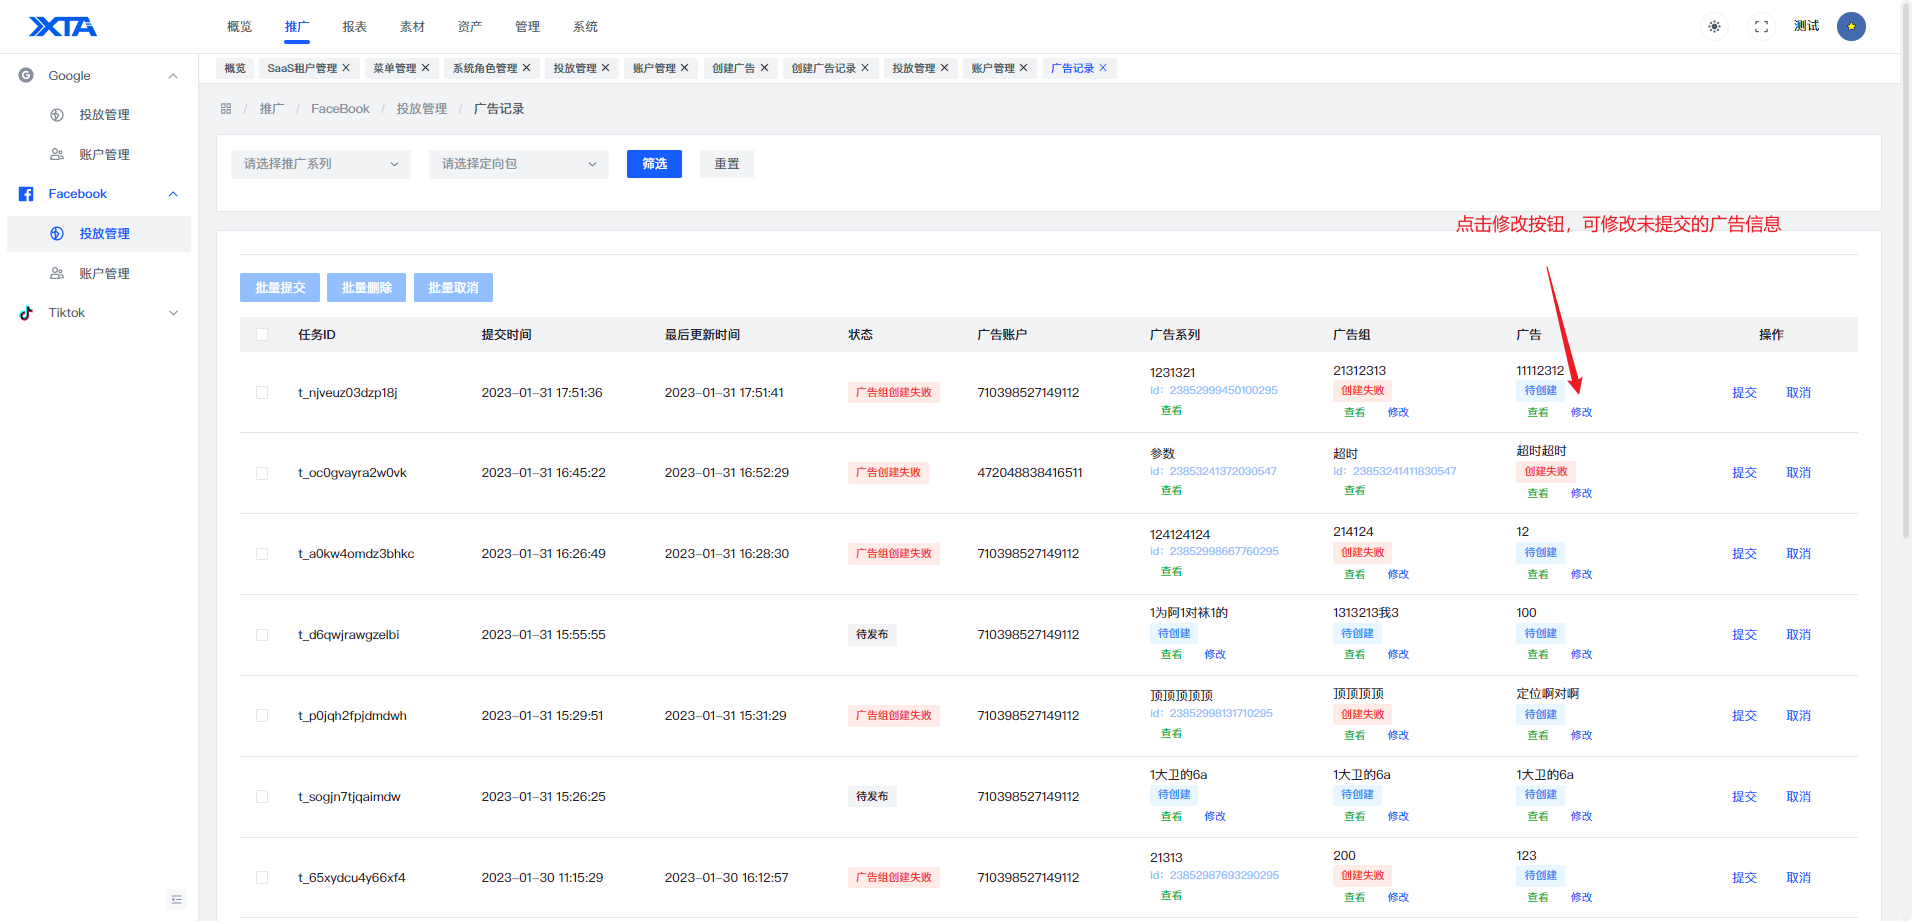 XTA
概览 推广 报表 素材 资产 管理 系统 测试
概览 SaaS租户管理 菜单管理 系统角色管理 投放管理 账户管理 创建广告 创建广告记录 投放管理 账户管理 广告记录
Google
投放管理
账户管理
Facebook
投放管理
账户管理
Tiktok
/ 推广 / FaceBook / 投放管理 / 广告记录
请选择推广系列 请选择定向包 筛选 重置
点击修改按钮，可修改未提交的广告信息
批量提交 批量删除 批量取消
任务ID 提交时间 最后更新时间 状态 广告账户 广告系列 广告组 广告 操作
t_njveuz03dzp18j 2023-01-31 17:51:36 2023-01-31 17:51:41 广告组创建失败 710398527149112 1231321 21312313 11112312 提交 取消
id：23852999450100295 创建失败 待创建
查看 查看 修改 查看 修改
t_oc0gvayra2w0vk 2023-01-31 16:45:22 2023-01-31 16:52:29 广告创建失败 472048838416511 参数 超时 超时超时 提交 取消
id：23853241372030547 id：23853241411830547 创建失败
查看 查看 查看 修改
t_a0kw4omdz3bhkc 2023-01-31 16:26:49 2023-01-31 16:28:30 广告组创建失败 710398527149112 124124124 214124 12 提交 取消
id：23852998667760295 创建失败 待创建
查看 查看 修改 查看 修改
t_d6qwjrawgzelbi 2023-01-31 15:55:55 待发布 710398527149112 1为阿1对袜1的 1313213我3 100 提交 取消
待创建 待创建 待创建
查看 修改 查看 修改 查看 修改
t_p0jqh2fpjdmdwh 2023-01-31 15:29:51 2023-01-31 15:31:29 广告组创建失败 710398527149112 顶顶顶顶顶 顶顶顶顶 定位啊对啊 提交 取消
id：23852998131710295 创建失败 待创建
查看 查看 修改 查看 修改
t_sogjn7tjqaimdw 2023-01-31 15:26:25 待发布 710398527149112 1大卫的6a 1大卫的6a 1大卫的6a 提交 取消
待创建 待创建 待创建
查看 修改 查看 修改 查看 修改
t_65xydcu4y66xf4 2023-01-30 11:15:29 2023-01-30 16:12:57 广告组创建失败 710398527149112 21313 200 123 提交 取消
id：23852987693290295 创建失败 待创建
查看 查看 修改 查看 修改